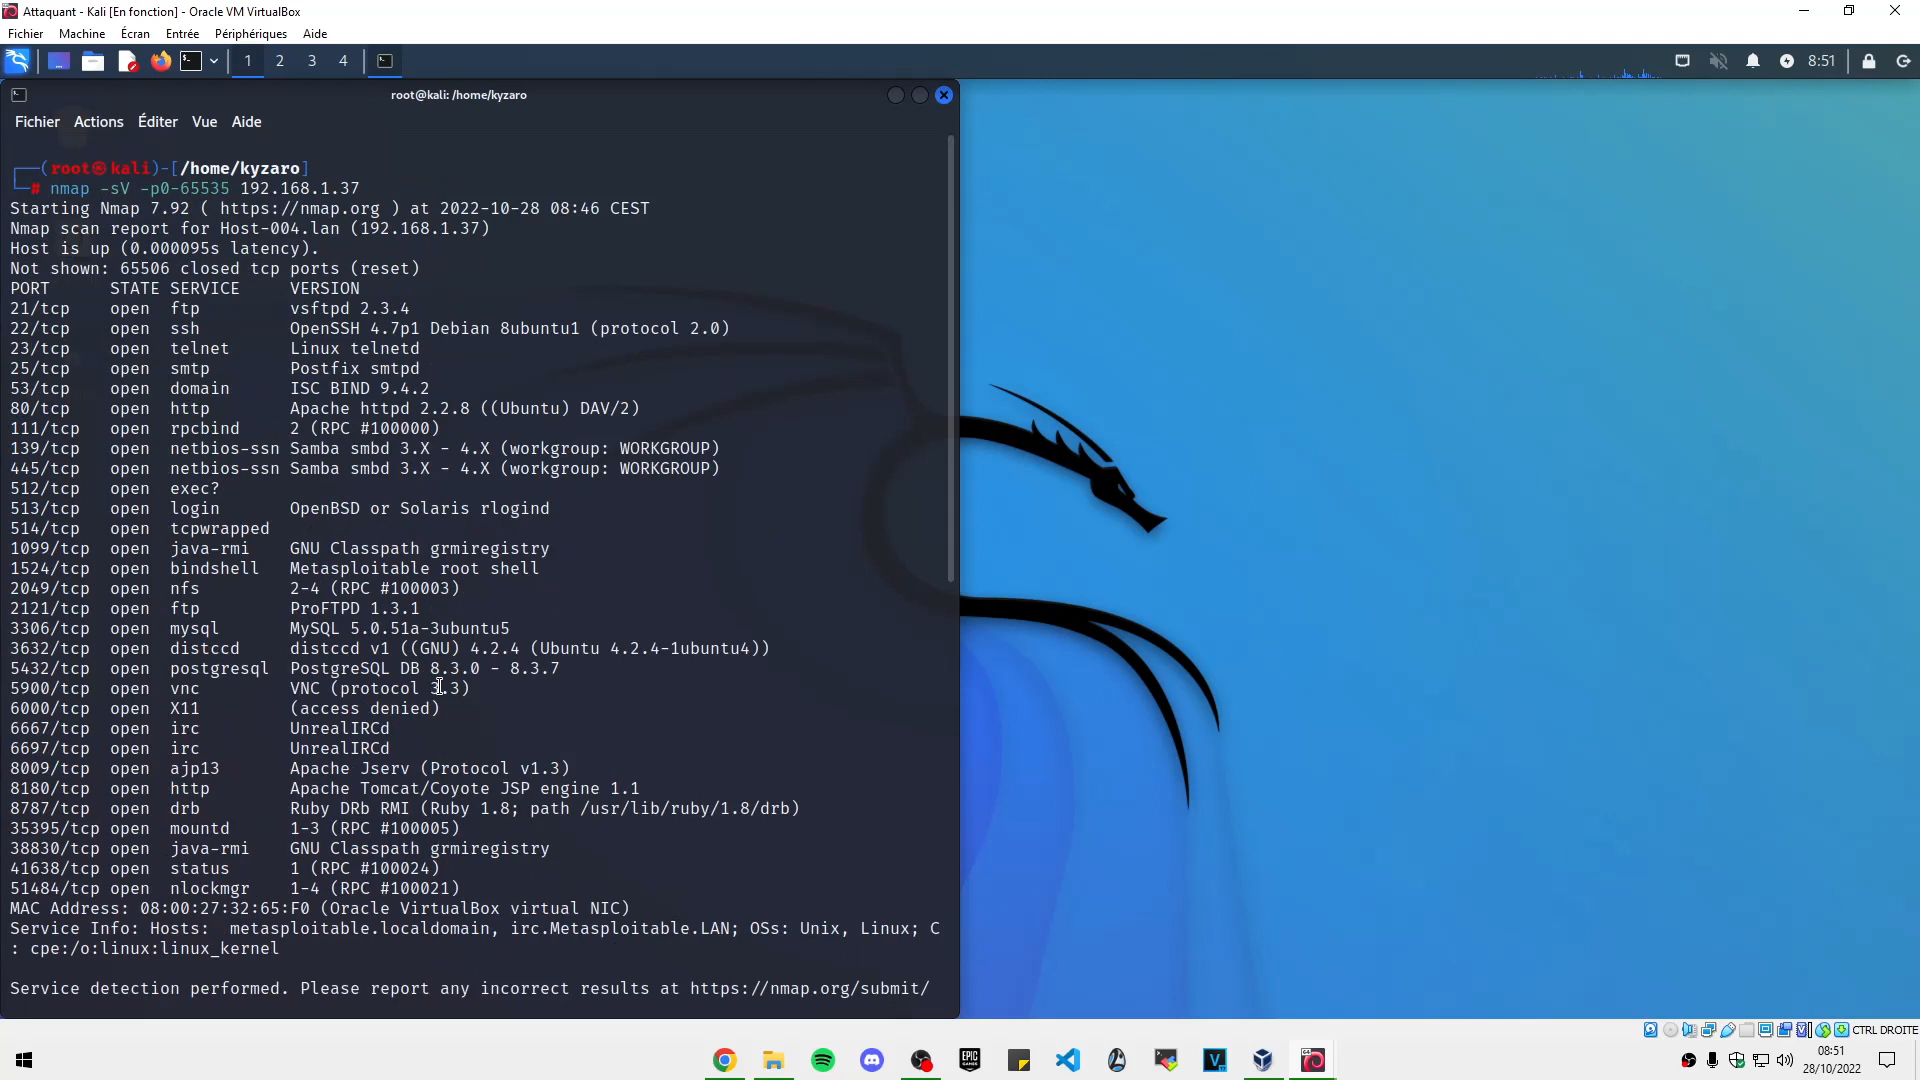 Attaquant - Kali [En fonction] - Oracle VM VirtualBox
Fichier Machine Écran Entrée Périphériques Aide
1 2 3 4 8:51
root@kali: /home/kyzaro
Fichier Actions Éditer Vue Aide
(root㉿kali)-[/home/kyzaro]
# nmap -sV -p0-65535 192.168.1.37
Starting Nmap 7.92 ( https://nmap.org ) at 2022-10-28 08:46 CEST
Nmap scan report for Host-004.lan (192.168.1.37)
Host is up (0.000095s latency).
Not shown: 65506 closed tcp ports (reset)
PORT STATE SERVICE VERSION
21/tcp open ftp vsftpd 2.3.4
22/tcp open ssh OpenSSH 4.7p1 Debian 8ubuntu1 (protocol 2.0)
23/tcp open telnet Linux telnetd
25/tcp open smtp Postfix smtpd
53/tcp open domain ISC BIND 9.4.2
80/tcp open http Apache httpd 2.2.8 ((Ubuntu) DAV/2)
111/tcp open rpcbind 2 (RPC #100000)
139/tcp open netbios-ssn Samba smbd 3.X - 4.X (workgroup: WORKGROUP)
445/tcp open netbios-ssn Samba smbd 3.X - 4.X (workgroup: WORKGROUP)
512/tcp open exec?
513/tcp open login OpenBSD or Solaris rlogind
514/tcp open tcpwrapped
1099/tcp open java-rmi GNU Classpath grmiregistry
1524/tcp open bindshell Metasploitable root shell
2049/tcp open nfs 2-4 (RPC #100003)
2121/tcp open ftp ProFTPD 1.3.1
3306/tcp open mysql MySQL 5.0.51a-3ubuntu5
3632/tcp open distccd distccd v1 ((GNU) 4.2.4 (Ubuntu 4.2.4-1ubuntu4))
5432/tcp open postgresql PostgreSQL DB 8.3.0 - 8.3.7
5900/tcp open vnc VNC (protocol 3.3)
6000/tcp open X11 (access denied)
6667/tcp open irc UnrealIRCd
6697/tcp open irc UnrealIRCd
8009/tcp open ajp13 Apache Jserv (Protocol v1.3)
8180/tcp open http Apache Tomcat/Coyote JSP engine 1.1
8787/tcp open drb Ruby DRb RMI (Ruby 1.8; path /usr/lib/ruby/1.8/drb)
35395/tcp open mountd 1-3 (RPC #100005)
38830/tcp open java-rmi GNU Classpath grmiregistry
41638/tcp open status 1 (RPC #100024)
51484/tcp open nlockmgr 1-4 (RPC #100021)
MAC Address: 08:00:27:32:65:F0 (Oracle VirtualBox virtual NIC)
Service Info: Hosts:  metasploitable.localdomain, irc.Metasploitable.LAN; OSs: Unix, Linux; C
: cpe:/o:linux:linux_kernel
Service detection performed. Please report any incorrect results at https://nmap.org/submit/
CTRL DROITE
EPIC GAMES
08:51
28/10/2022